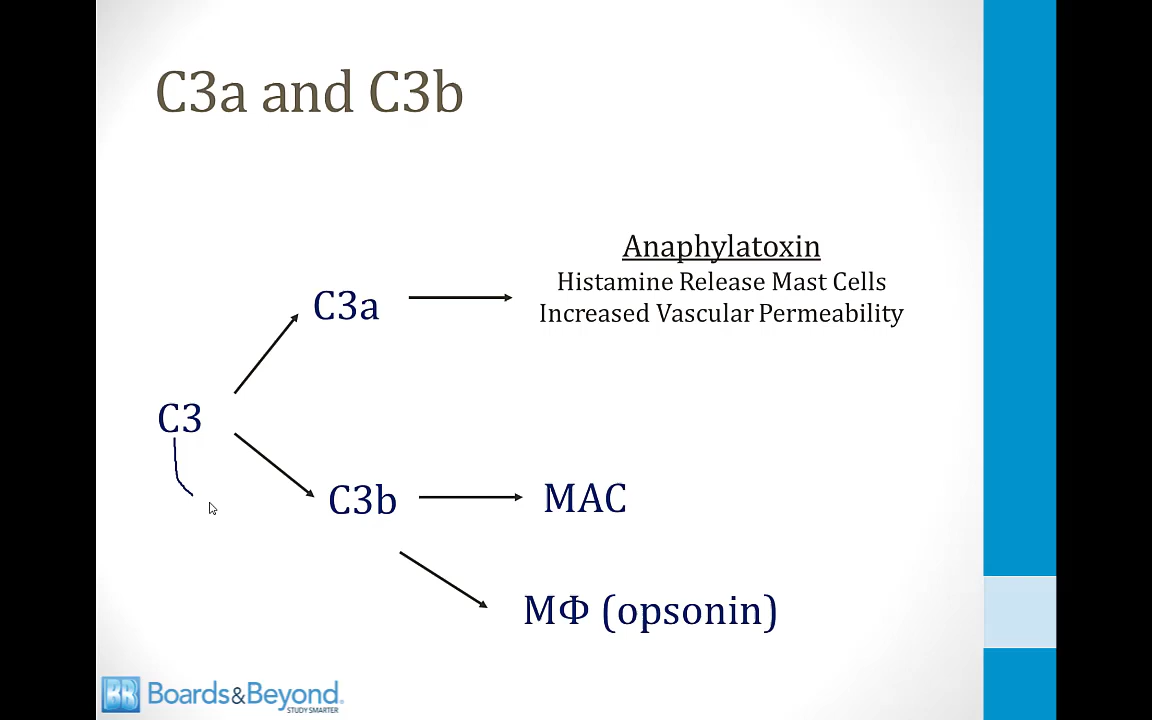 C3a and C3b
Anaphylatoxin
Histamine Release Mast Cells
Increased Vascular Permeability
C3a
C3
C3b
MAC
MΦ (opsonin)
BB Boards&Beyond.
STUDY SMARTER